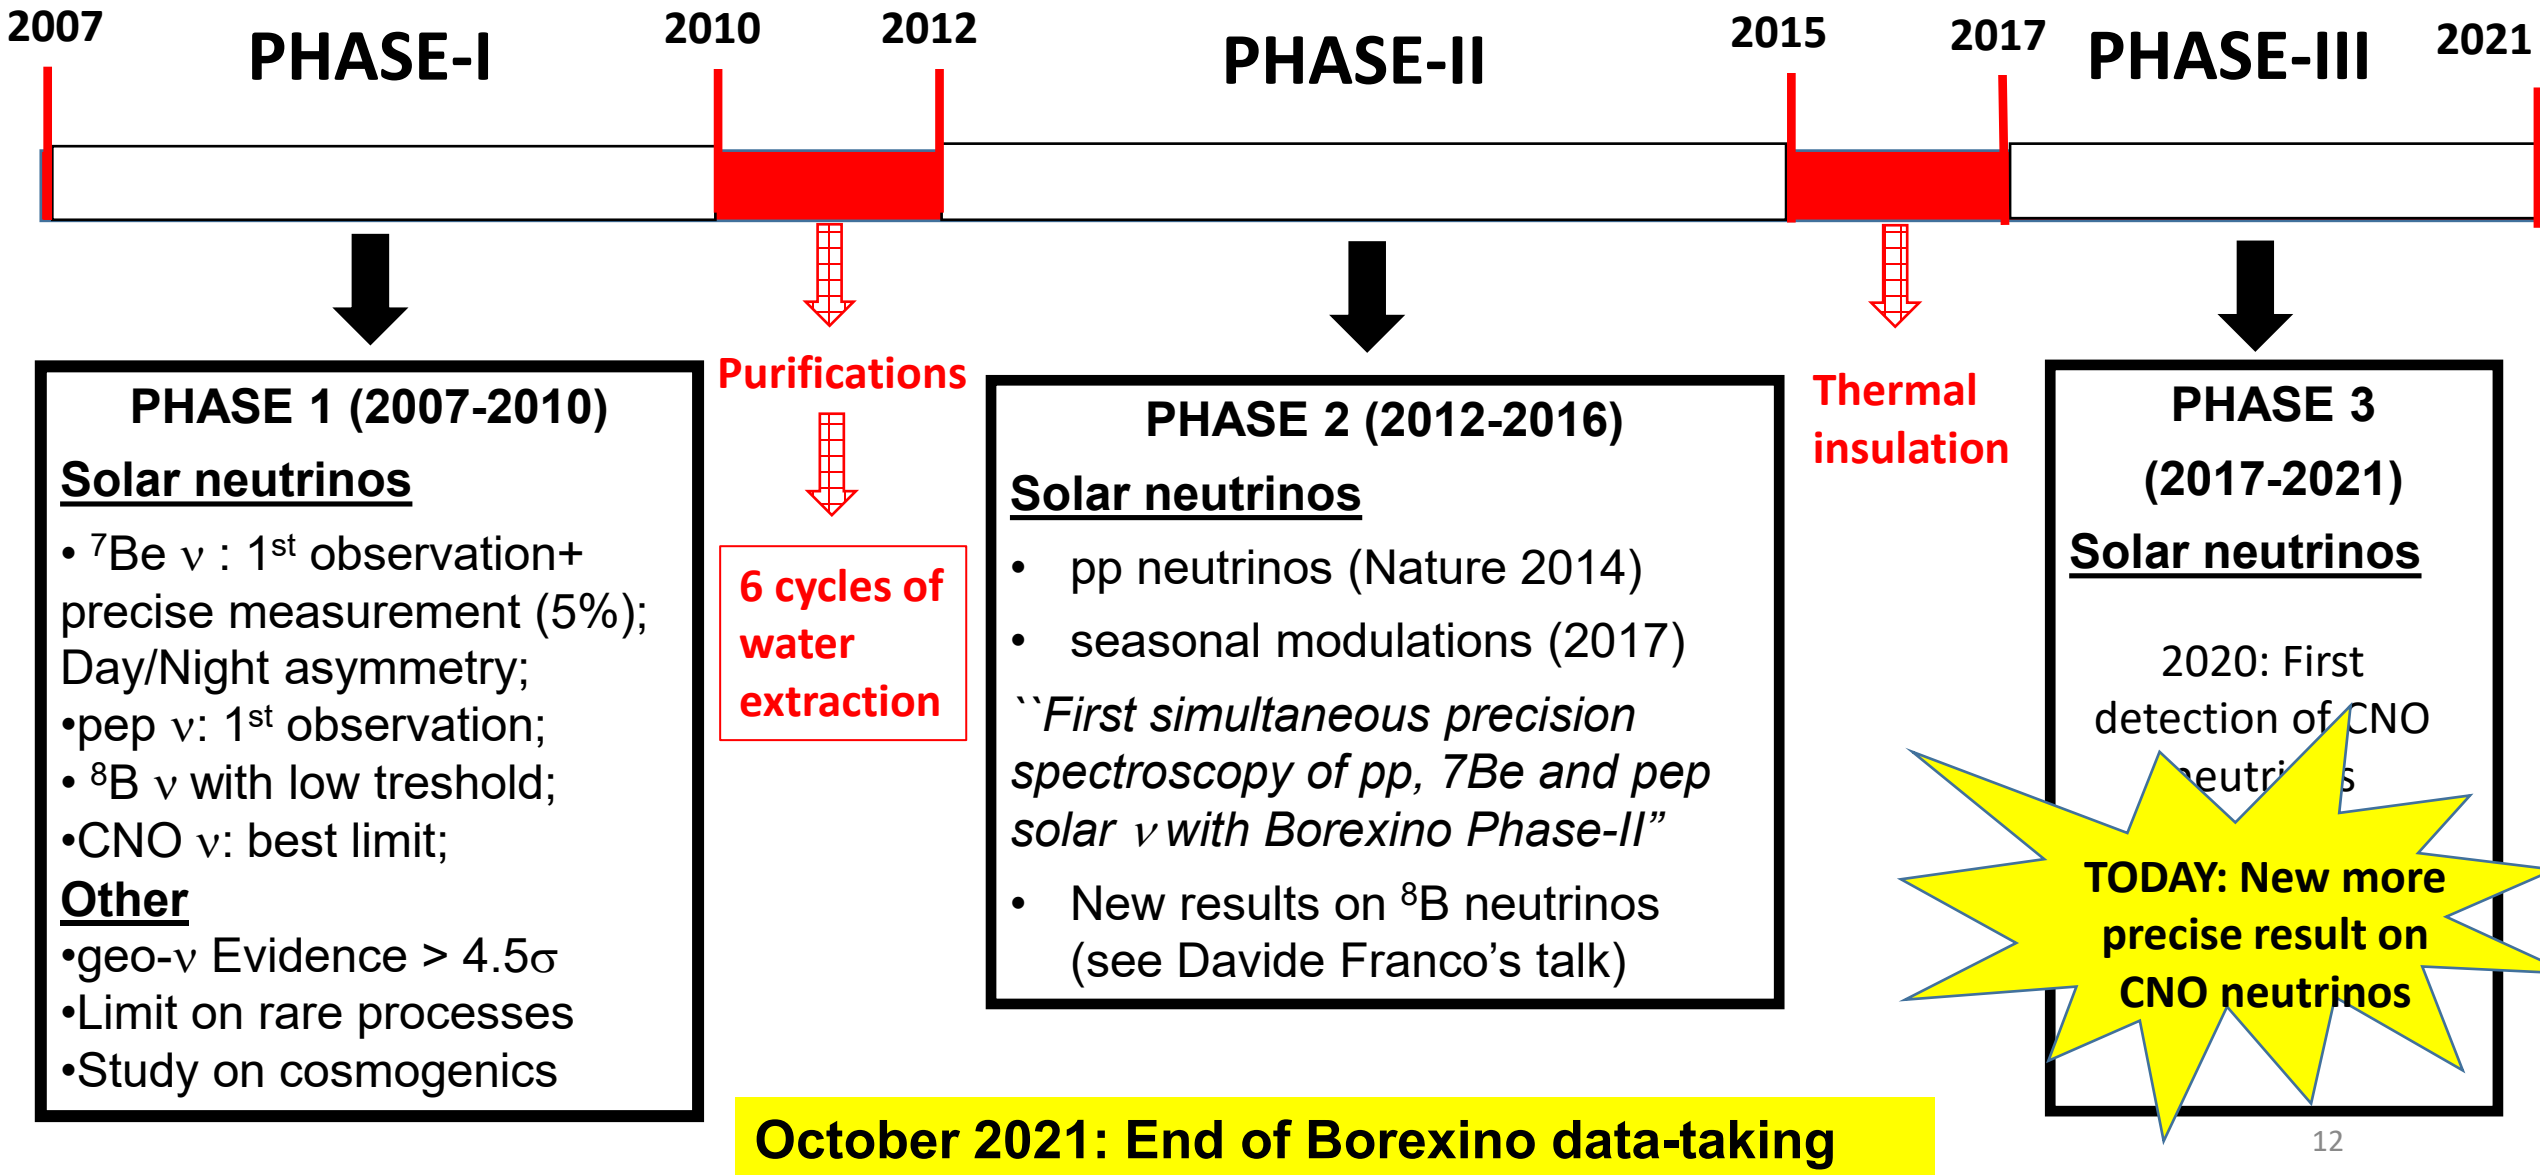 2007
PHASE-I
2010
2012
PHASE-II
2015
2017
PHASE-III
2021
PHASE 1 (2007-2010)
Solar neutrinos
• ⁷Be ν : 1ˢᵗ observation+
precise measurement (5%);
Day/Night asymmetry;
•pep ν: 1ˢᵗ observation;
• ⁸B ν with low treshold;
•CNO ν: best limit;
Other
•geo-ν Evidence > 4.5σ
•Limit on rare processes
•Study on cosmogenics
Purifications
6 cycles of
water
extraction
PHASE 2 (2012-2016)
Solar neutrinos
• pp neutrinos (Nature 2014)
• seasonal modulations (2017)
``First simultaneous precision
spectroscopy of pp, 7Be and pep
solar ν with Borexino Phase-II”
• New results on ⁸B neutrinos
(see Davide Franco’s talk)
Thermal
insulation
PHASE 3
(2017-2021)
Solar neutrinos
2020: First
detection of CNO
neutrinos
TODAY: New more
precise result on
CNO neutrinos
October 2021: End of Borexino data-taking
12